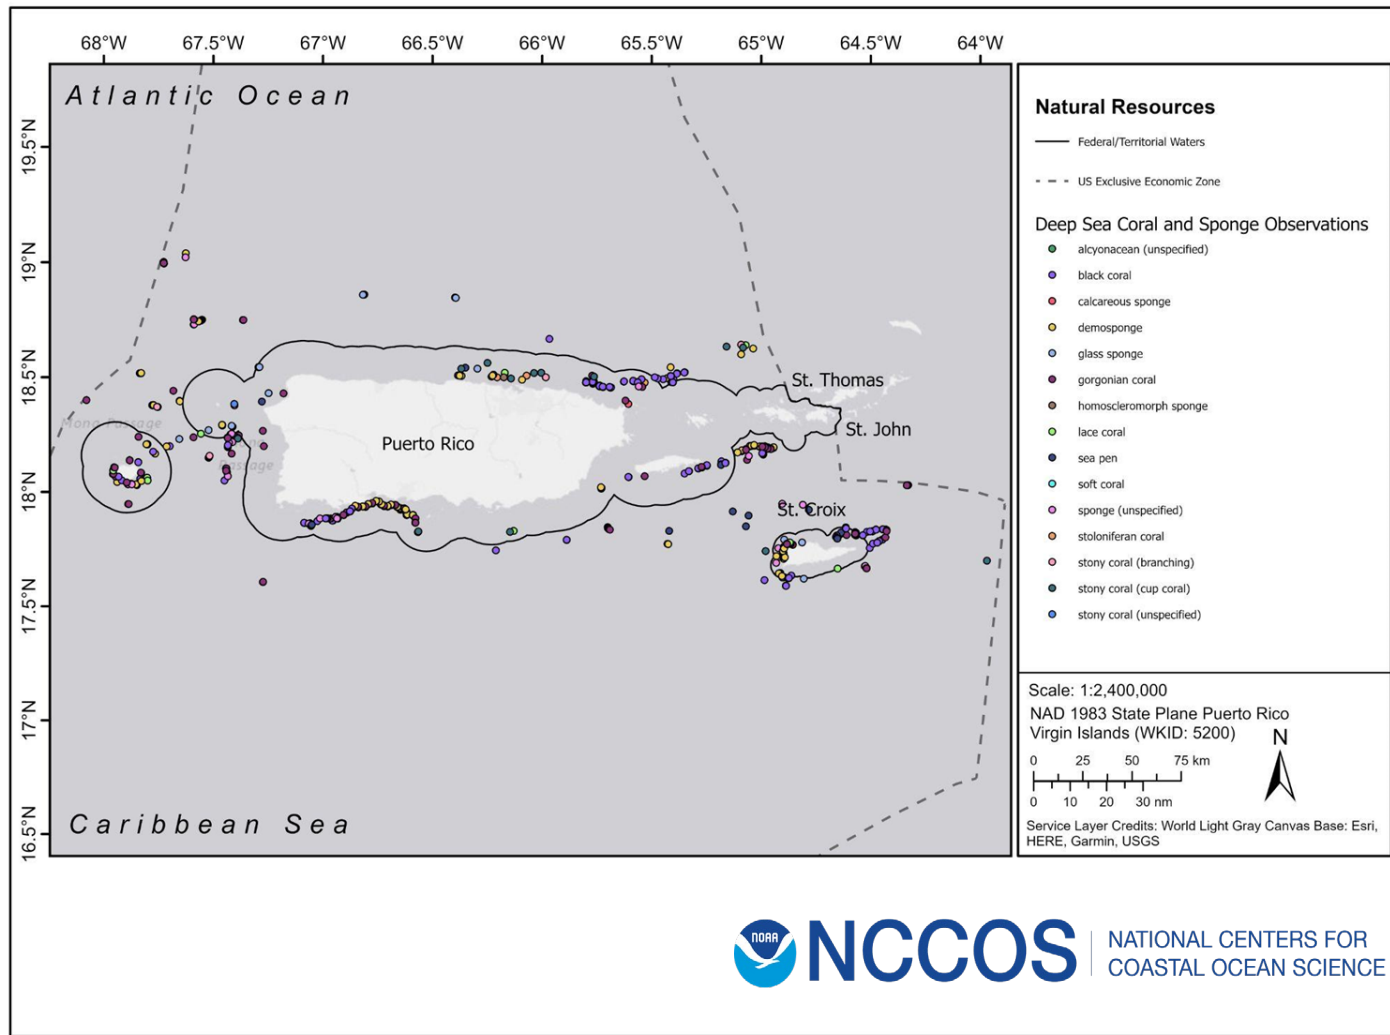 68°W 67.5°W 67°W 66.5°W 66°W 65.5°W 65°W 64.5°W 64°W
19.5°N
19°N
18.5°N
18°N
17.5°N
17°N
16.5°N
Atlantic Ocean
Mona Passage
Passage
Puerto Rico
St. Thomas
St. John
St. Croix
Caribbean Sea
Natural Resources
Federal/Territorial Waters
US Exclusive Economic Zone
Deep Sea Coral and Sponge Observations
alcyonacean (unspecified)
black coral
calcareous sponge
demosponge
glass sponge
gorgonian coral
homoscleromorph sponge
lace coral
sea pen
soft coral
sponge (unspecified)
stoloniferan coral
stony coral (branching)
stony coral (cup coral)
stony coral (unspecified)
Scale: 1:2,400,000
NAD 1983 State Plane Puerto Rico
Virgin Islands (WKID: 5200)
N
0 25 50 75 km
0 10 20 30 nm
Service Layer Credits: World Light Gray Canvas Base: Esri,
HERE, Garmin, USGS
NOAA
NCCOS
NATIONAL CENTERS FOR
COASTAL OCEAN SCIENCE